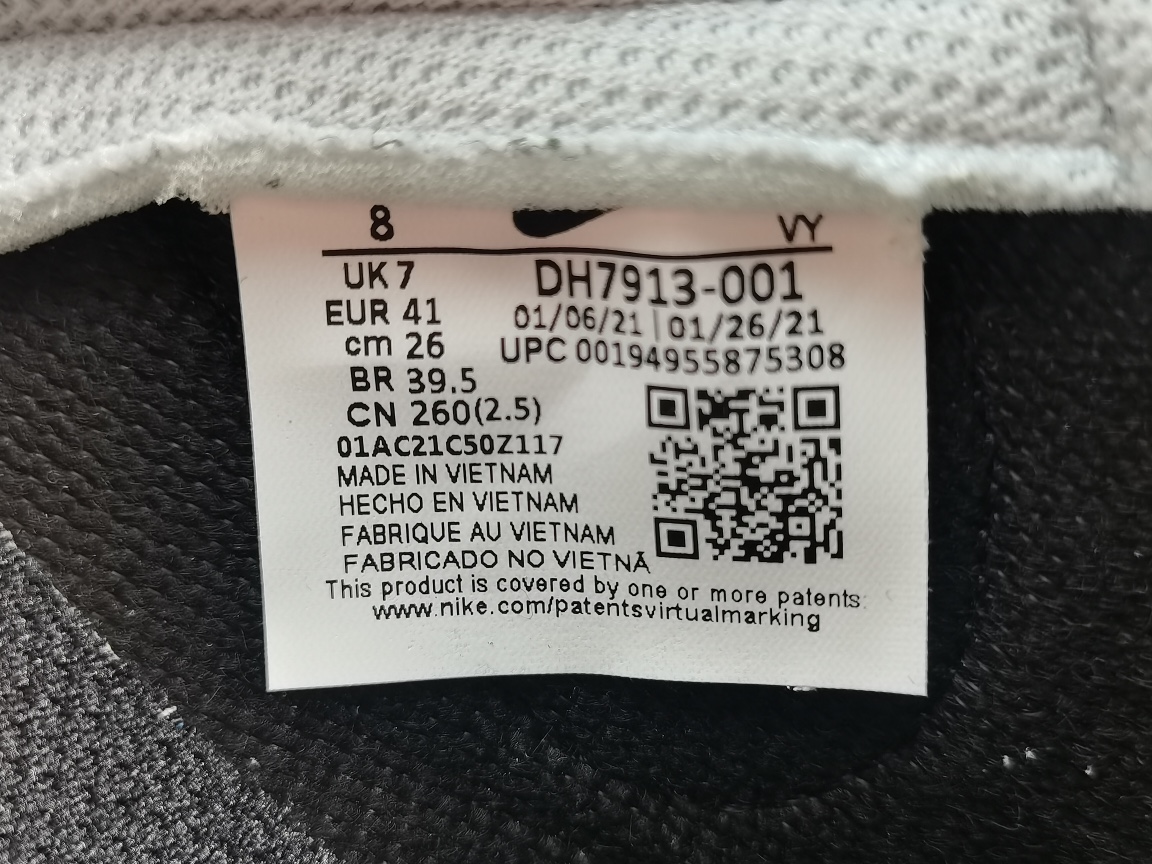 8 VY
UK 7
EUR 41
cm 26
BR 39.5
CN 260(2.5)
01AC21C50Z117
MADE IN VIETNAM
HECHO EN VIETNAM
FABRIQUE AU VIETNAM
FABRICADO NO VIETNÃ
DH7913-001
01/06/21 | 01/26/21
UPC 00194955875308
This product is covered by one or more patents:
www.nike.com/patentsvirtualmarking